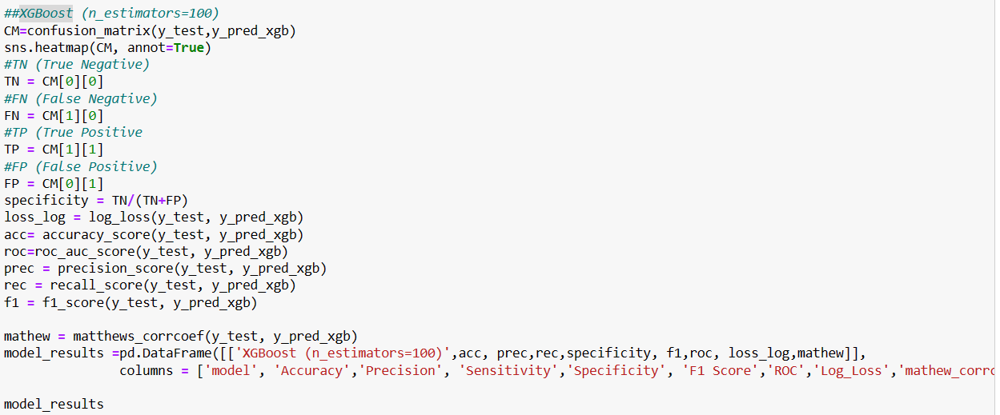 ##XGBoost (n_estimators=100)
CM=confusion_matrix(y_test,y_pred_xgb)
sns.heatmap(CM, annot=True)
#TN (True Negative)
TN = CM[0][0]
#FN (False Negative)
FN = CM[1][0]
#TP (True Positive
TP = CM[1][1]
#FP (False Positive)
FP = CM[0][1]
specificity = TN/(TN+FP)
loss_log = log_loss(y_test, y_pred_xgb)
acc= accuracy_score(y_test, y_pred_xgb)
roc=roc_auc_score(y_test, y_pred_xgb)
prec = precision_score(y_test, y_pred_xgb)
rec = recall_score(y_test, y_pred_xgb)
f1 = f1_score(y_test, y_pred_xgb)
mathew = matthews_corrcoef(y_test, y_pred_xgb)
model_results =pd.DataFrame([['XGBoost (n_estimators=100)',acc, prec,rec,specificity, f1,roc, loss_log,mathew]],
columns = ['model', 'Accuracy','Precision', 'Sensitivity','Specificity', 'F1 Score','ROC','Log_Loss','mathew_corrc
model_results